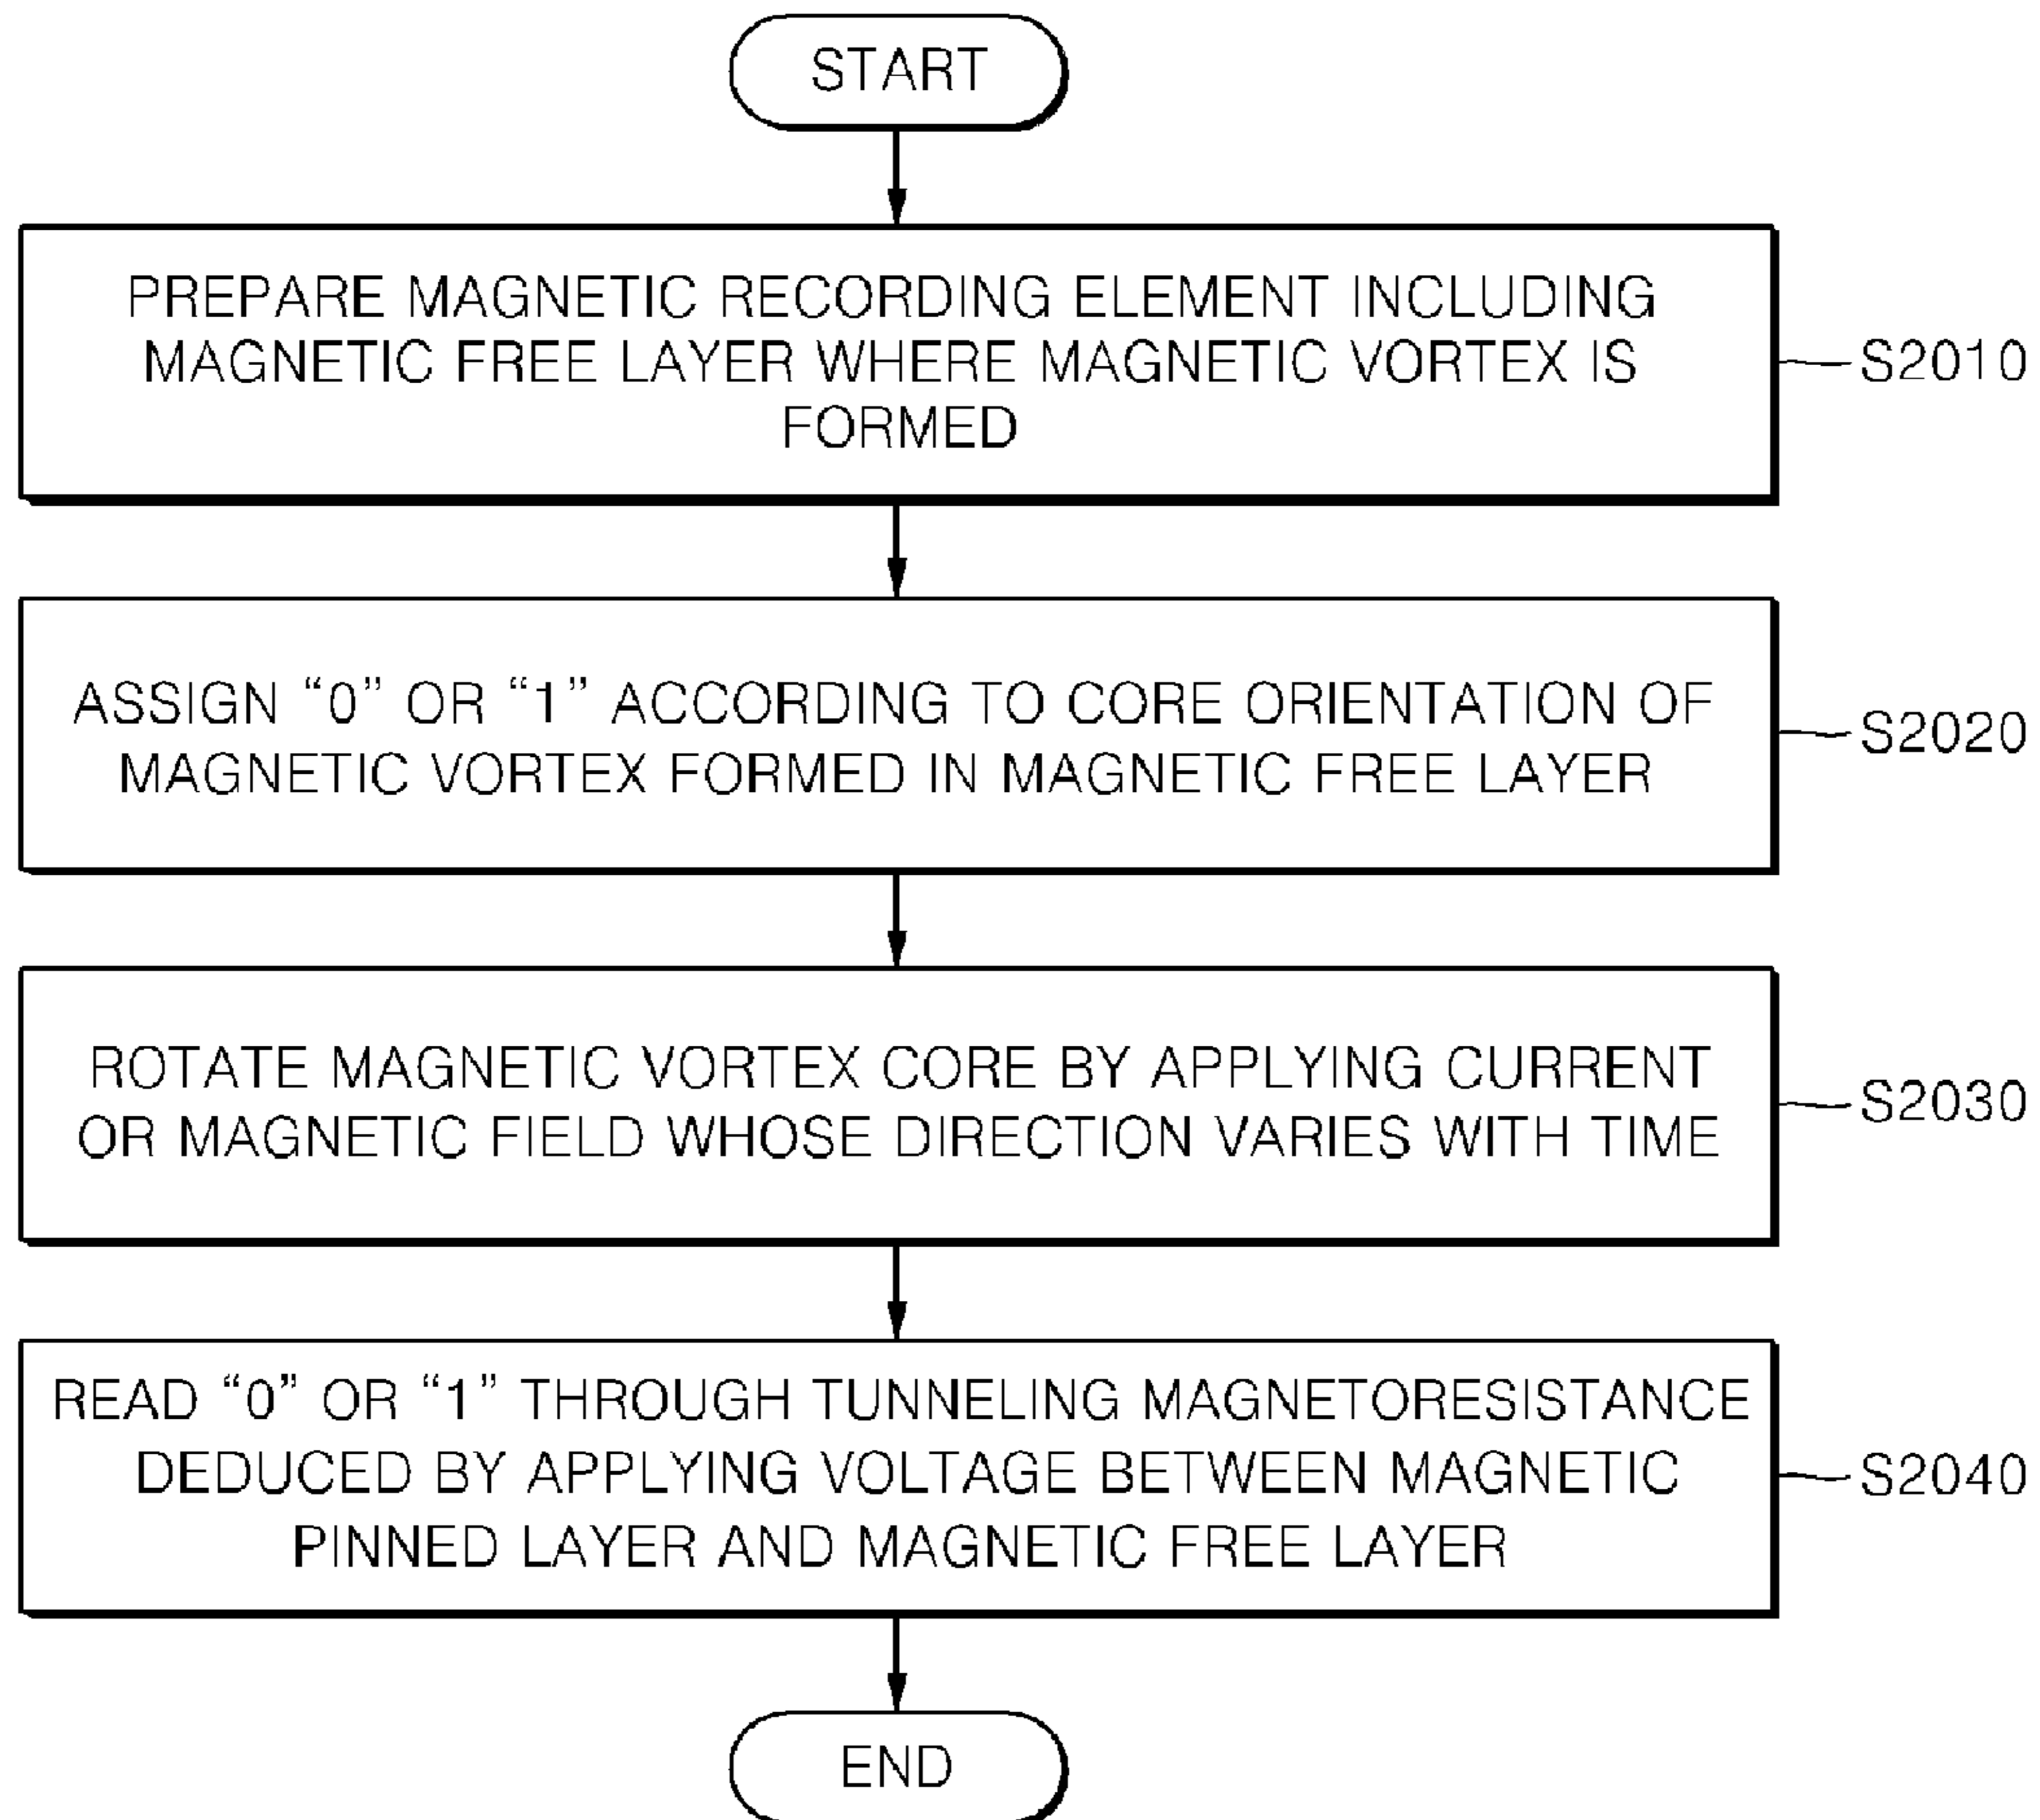 START
PREPARE MAGNETIC RECORDING ELEMENT INCLUDING
MAGNETIC FREE LAYER WHERE MAGNETIC VORTEX IS
FORMED
S2010
ASSIGN “0” OR “1” ACCORDING TO CORE ORIENTATION OF
MAGNETIC VORTEX FORMED IN MAGNETIC FREE LAYER
S2020
ROTATE MAGNETIC VORTEX CORE BY APPLYING CURRENT
OR MAGNETIC FIELD WHOSE DIRECTION VARIES WITH TIME
S2030
READ “0” OR “1” THROUGH TUNNELING MAGNETORESISTANCE
DEDUCED BY APPLYING VOLTAGE BETWEEN MAGNETIC
PINNED LAYER AND MAGNETIC FREE LAYER
S2040
END